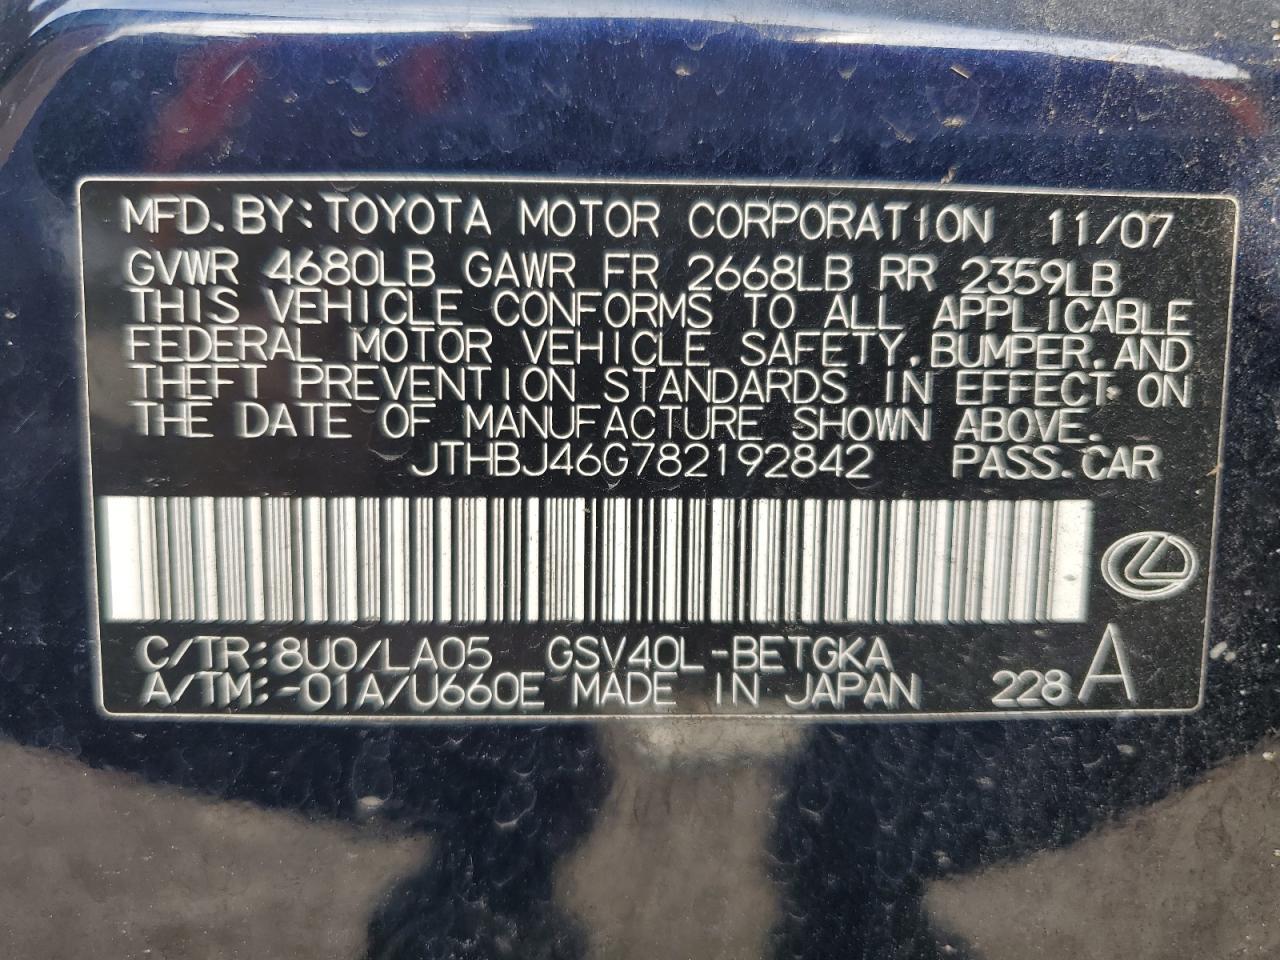 MFD. BY: TOYOTA MOTOR CORPORATION 11/07
GVWR 4680LB GAWR FR 2668LB RR 2359LB
THIS VEHICLE CONFORMS TO ALL APPLICABLE
FEDERAL MOTOR VEHICLE SAFETY, BUMPER, AND
THEFT PREVENTION STANDARDS IN EFFECT ON
THE DATE OF MANUFACTURE SHOWN ABOVE.
JTHBJ46G782192842 PASS. CAR
C/TR: 8U0/LA05 GSV40L-BETGKA
A/TM: -01A/U660E MADE IN JAPAN 228 A